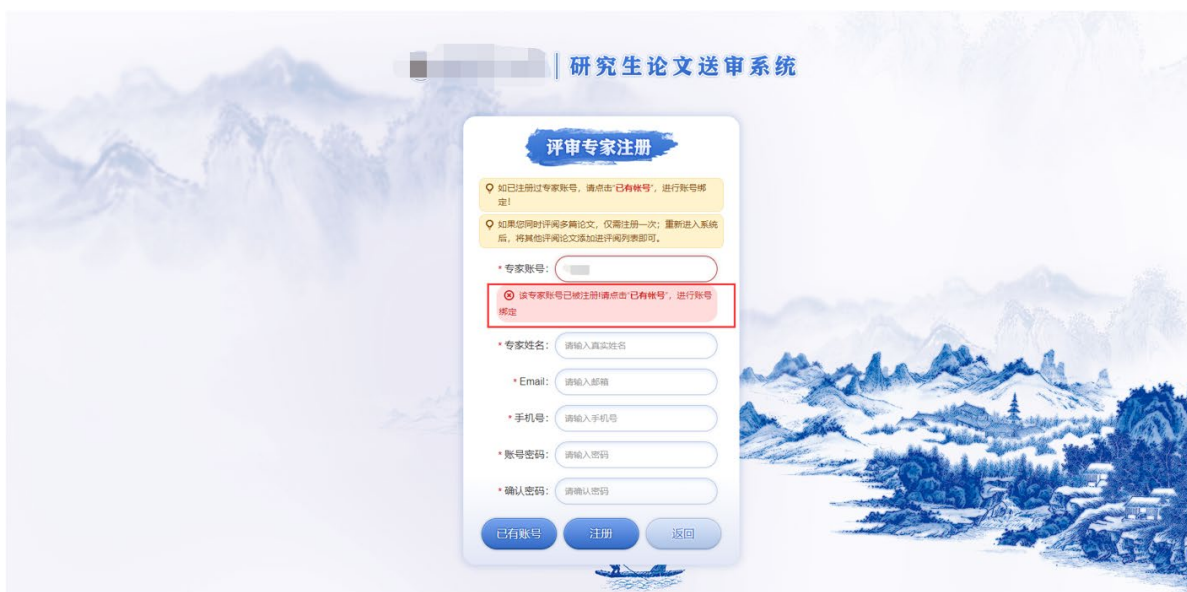 研究生论文送审系统
评审专家注册
如已注册过专家账号，请点击"已有帐号"，进行账号绑
定！
如果您同时评阅多篇论文，仅需注册一次；重新进入系统
后，将其他评阅论文添加进评阅列表即可。
* 专家账号：
该专家账号已被注册!请点击"已有帐号"，进行账号
绑定
* 专家姓名： 请输入真实姓名
* Email： 请输入邮箱
* 手机号： 请输入手机号
* 账号密码： 请输入密码
* 确认密码： 请确认密码
已有账号 注册 返回